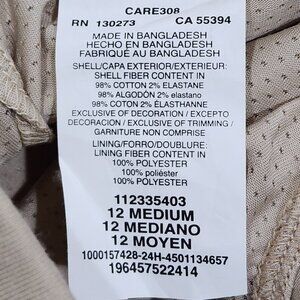 CARE308
RN 130273 CA 55394
MADE IN BANGLADESH
HECHO EN BANGLADESH
FABRIQUÉ AU BANGLADESH
SHELL/CAPA EXTERIOR/EXTERIEUR:
SHELL FIBER CONTENT IN
98% COTTON 2% ELASTANE
98% ALGODÓN 2% elastano
98% COTON 2% ÉLASTHANNE
EXCLUSIVE OF DECORATION / EXCEPTO
DECORACIÓN / EXCLUSIVE OF TRIMMING /
GARNITURE NON COMPRISE
LINING/FORRO/DOUBLURE:
LINING FIBER CONTENT IN
100% POLYESTER
100% poliéster
100% POLYESTER
112335403
12 MEDIUM
12 MEDIANO
12 MOYEN
1000157428-24H-4501134657
196457522414